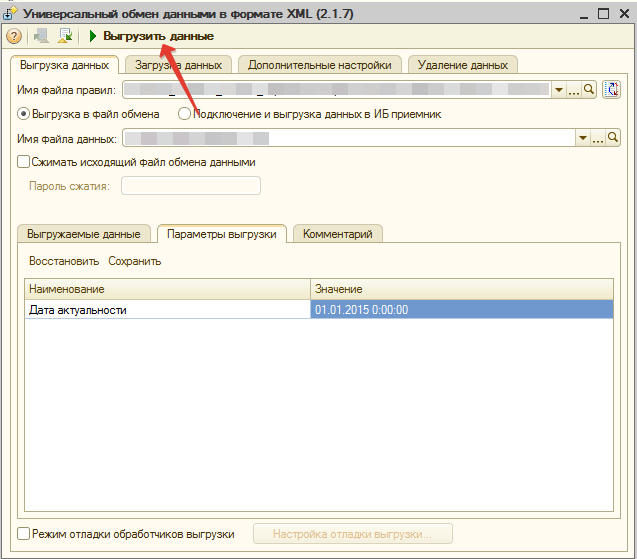 Универсальный обмен данными в формате XML (2.1.7)
Выгрузить данные
Выгрузка данных Загрузка данных Дополнительные настройки Удаление данных
Имя файла правил:
Выгрузка в файл обмена Подключение и выгрузка данных в ИБ приемник
Имя файла данных:
Сжимать исходящий файл обмена данными
Пароль сжатия:
Выгружаемые данные Параметры выгрузки Комментарий
Восстановить Сохранить
Наименование Значение
Дата актуальности 01.01.2015 0:00:00
Режим отладки обработчиков выгрузки Настройка отладки выгрузки...